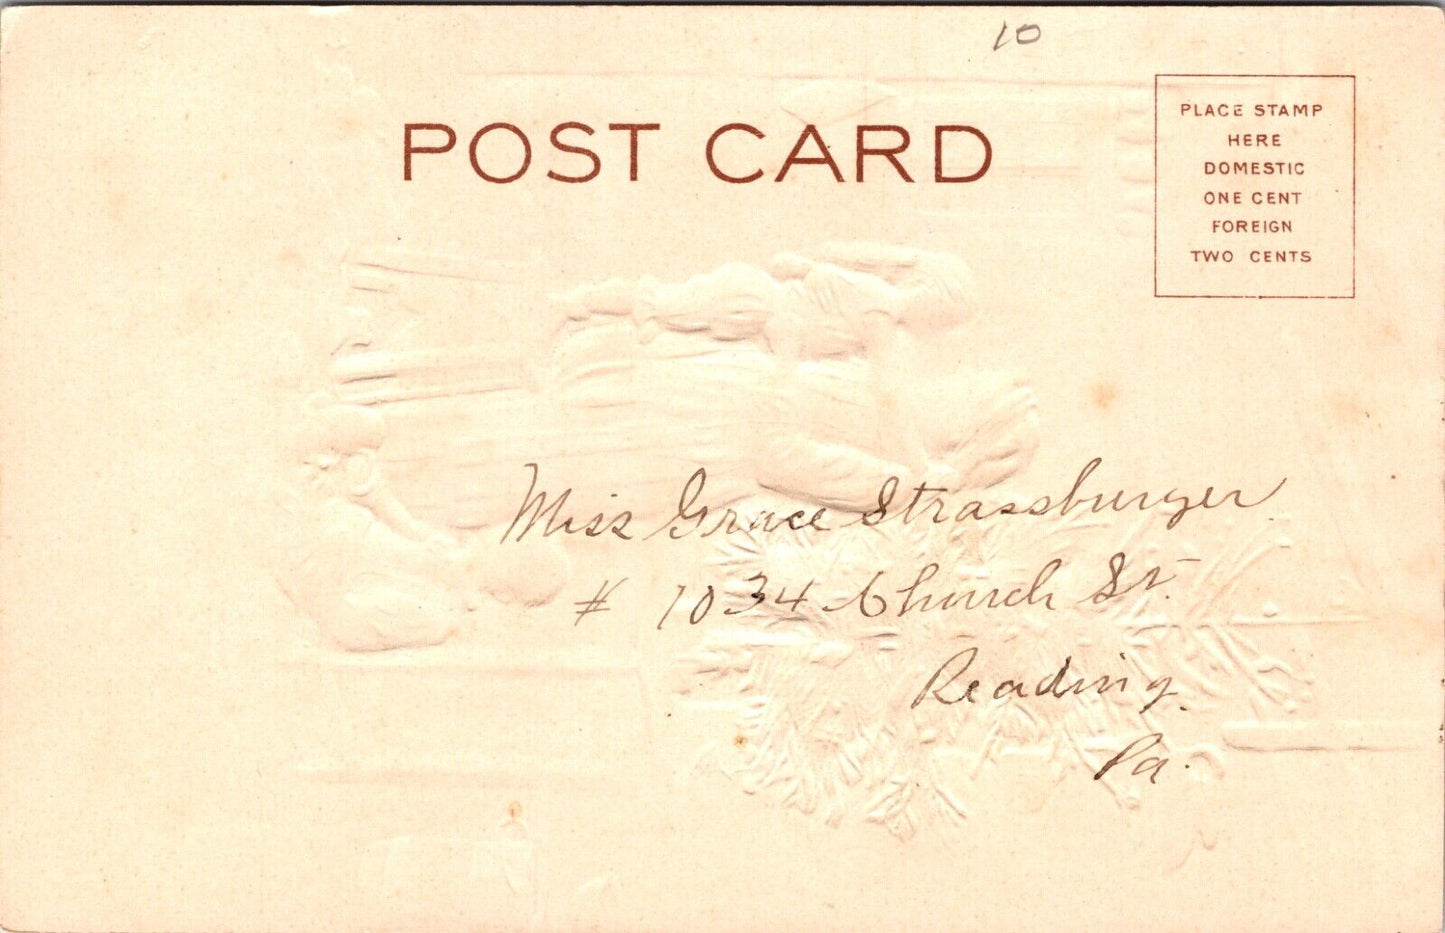 10
POST CARD
PLACE STAMP
HERE
DOMESTIC
ONE CENT
FOREIGN
TWO CENTS
Miss Grace Strassburger
# 1034 Church St.
Reading.
Pa.